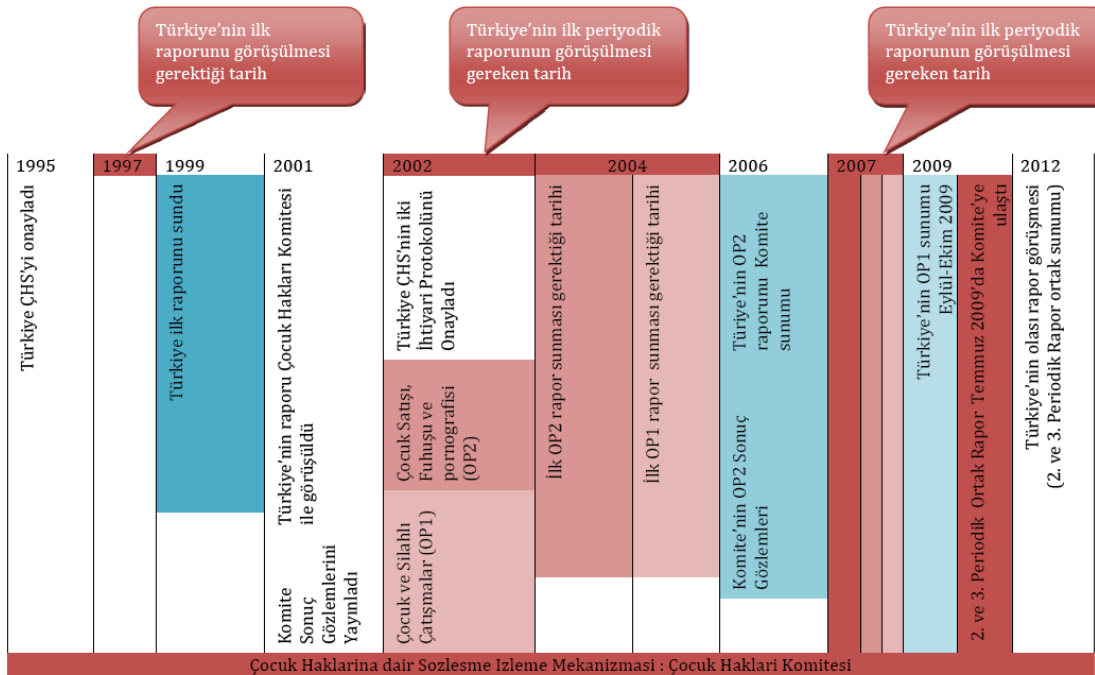 Türkiye'nin ilk
raporunu görüşülmesi
gerektiği tarih
Türkiye'nin ilk periyodik
raporunun görüşülmesi
gereken tarih
Türkiye'nin ilk periyodik
raporunun görüşülmesi
gereken tarih
1995
Türkiye ÇHS'yi onayladı
1997
1999
Türkiye ilk raporunu sundu
2001
Türkiye'nin raporu Çocuk Hakları Komitesi
ile görüşüldü
Komite
Sonuç
Gözlemlerini
Yayınladı
2002
Türkiye ÇHS'nin iki
İhtiyari Protokolünü
Onayladı
Çocuk Satışı,
Fuhuşu ve
pornografisi
(OP2)
Çocuk ve Silahlı
Çatışmalar (OP1)
2004
İlk OP2 rapor sunması gerektiği tarihi
İlk OP1 rapor sunması gerektiği tarihi
2006
Türiye'nin OP2
raporunu Komite
sunumu
Komite'nin OP2 Sonuç
Gözlemleri
2007
2009
Türkiye'nin OP1 sunumu
Eylül-Ekim 2009
2. ve 3. Periodik Ortak Rapor Temmuz 2009'da Komite'ye
ulaştı
2012
Türkiye'nin olası rapor görüşmesi
(2. ve 3. Periodik Rapor ortak sunumu)
Çocuk Haklarina dair Sozlesme Izleme Mekanizmasi : Çocuk Haklari Komitesi